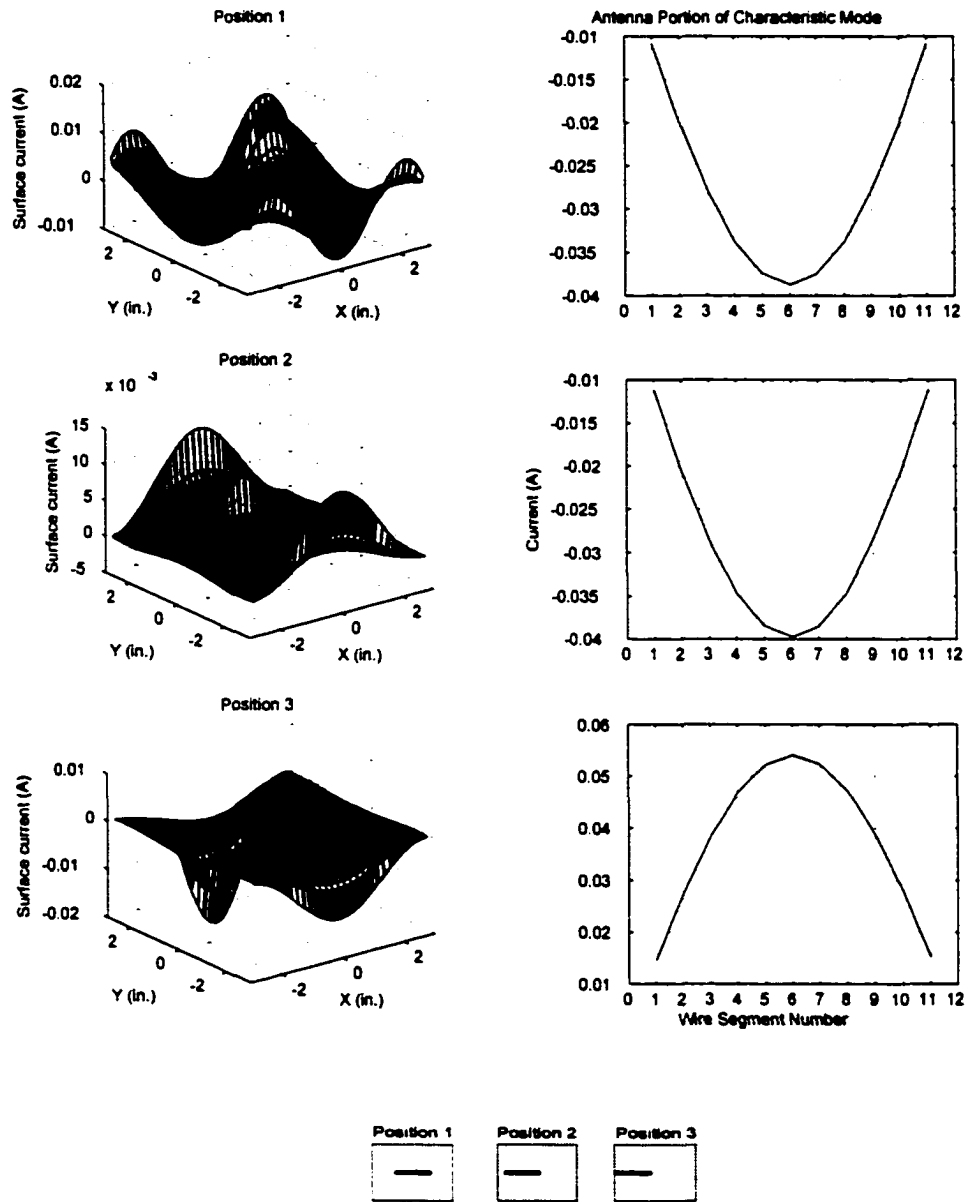 Position 1
Surface current (A)
0.02
0.01
0
-0.01
2
0
-2
Y (in.)
-2
0
2
X (in.)
Antenna Portion of Characteristic Mode
-0.01
-0.015
-0.02
-0.025
-0.03
-0.035
-0.04
0 1 2 3 4 5 6 7 8 9 10 11 12
Position 2
x 10 -3
Surface current (A)
15
10
5
0
-5
2
0
-2
Y (in.)
-2
0
2
X (in.)
Current (A)
-0.01
-0.015
-0.02
-0.025
-0.03
-0.035
-0.04
0 1 2 3 4 5 6 7 8 9 10 11 12
Position 3
Surface current (A)
0.01
0
-0.01
-0.02
2
0
-2
Y (in.)
-2
0
2
X (in.)
0.06
0.05
0.04
0.03
0.02
0.01
0 1 2 3 4 5 6 7 8 9 10 11 12
Wire Segment Number
Position 1 Position 2 Position 3